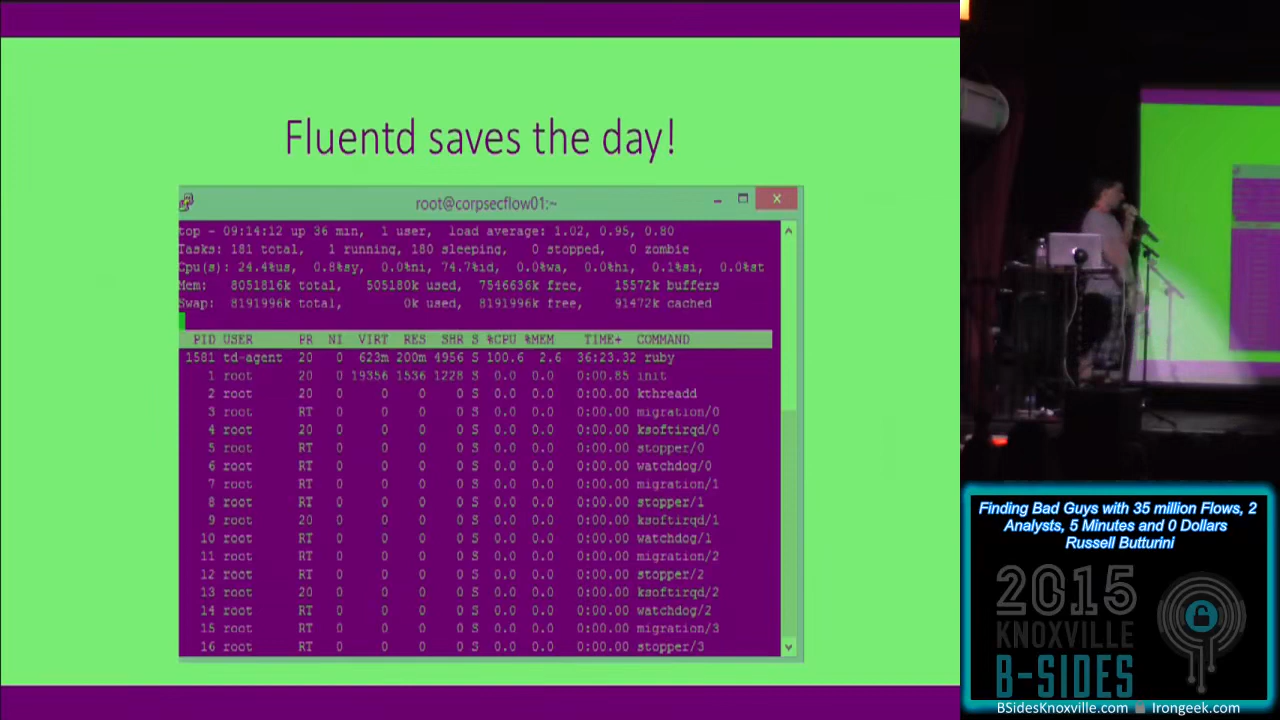 Fluentd saves the day!
root@corpsecflow01:~
top - 09:14:12 up 36 min,  1 user,  load average: 1.02, 0.95, 0.80
Tasks: 181 total,   1 running, 180 sleeping,   0 stopped,   0 zombie
Cpu(s): 24.4%us,  0.8%sy,  0.0%ni, 74.7%id,  0.0%wa,  0.0%hi,  0.1%si,  0.0%st
Mem:   8051816k total,   505180k used,  7546636k free,    15572k buffers
Swap:  8191996k total,        0k used,  8191996k free,    91472k cached
PID USER PR NI VIRT RES SHR S %CPU %MEM TIME+ COMMAND
1581 td-agent 20 0 623m 200m 4956 S 100.6 2.6 36:23.32 ruby
1 root 20 0 19356 1536 1228 S 0.0 0.0 0:00.85 init
2 root 20 0 0 0 0 S 0.0 0.0 0:00.00 kthreadd
3 root RT 0 0 0 0 S 0.0 0.0 0:00.00 migration/0
4 root 20 0 0 0 0 S 0.0 0.0 0:00.00 ksoftirqd/0
5 root RT 0 0 0 0 S 0.0 0.0 0:00.00 stopper/0
6 root RT 0 0 0 0 S 0.0 0.0 0:00.00 watchdog/0
7 root RT 0 0 0 0 S 0.0 0.0 0:00.00 migration/1
8 root RT 0 0 0 0 S 0.0 0.0 0:00.00 stopper/1
9 root 20 0 0 0 0 S 0.0 0.0 0:00.00 ksoftirqd/1
10 root RT 0 0 0 0 S 0.0 0.0 0:00.00 watchdog/1
11 root RT 0 0 0 0 S 0.0 0.0 0:00.00 migration/2
12 root RT 0 0 0 0 S 0.0 0.0 0:00.00 stopper/2
13 root 20 0 0 0 0 S 0.0 0.0 0:00.00 ksoftirqd/2
14 root RT 0 0 0 0 S 0.0 0.0 0:00.00 watchdog/2
15 root RT 0 0 0 0 S 0.0 0.0 0:00.00 migration/3
16 root RT 0 0 0 0 S 0.0 0.0 0:00.00 stopper/3
Finding Bad Guys with 35 million Flows, 2
Analysts, 5 Minutes and 0 Dollars
Russell Butturini
2015
KNOXVILLE
B-SIDES
BSidesKnoxville.com Irongeek.com